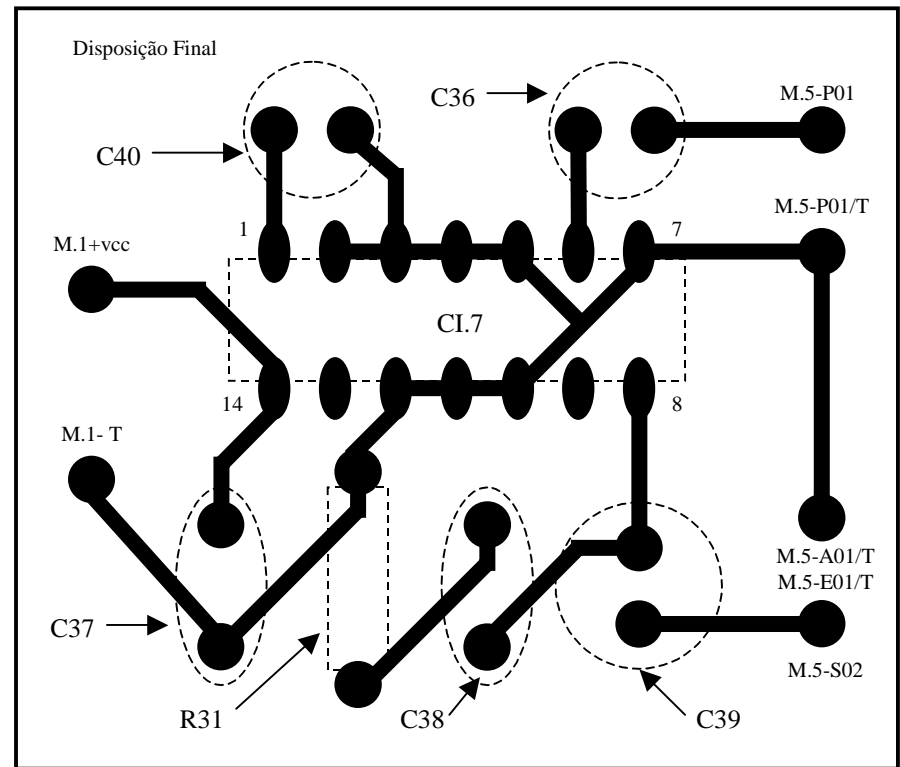 Disposição Final
C36
M.5-P01
C40
M.5-P01/T
1
7
M.1+vcc
CI.7
14
8
M.1- T
M.5-A01/T
M.5-E01/T
C37
M.5-S02
R31
C38
C39